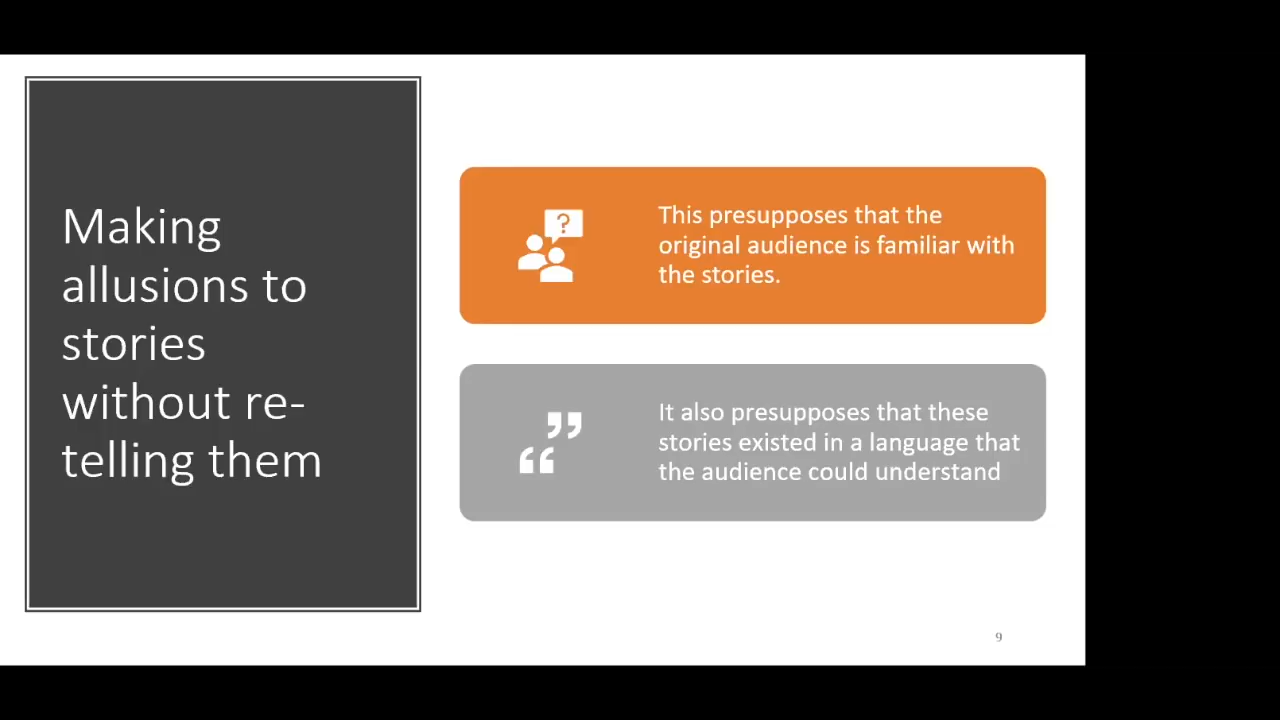 Making
allusions to
stories
without re-
telling them
?
This presupposes that the
original audience is familiar with
the stories.
It also presupposes that these
stories existed in a language that
the audience could understand
9